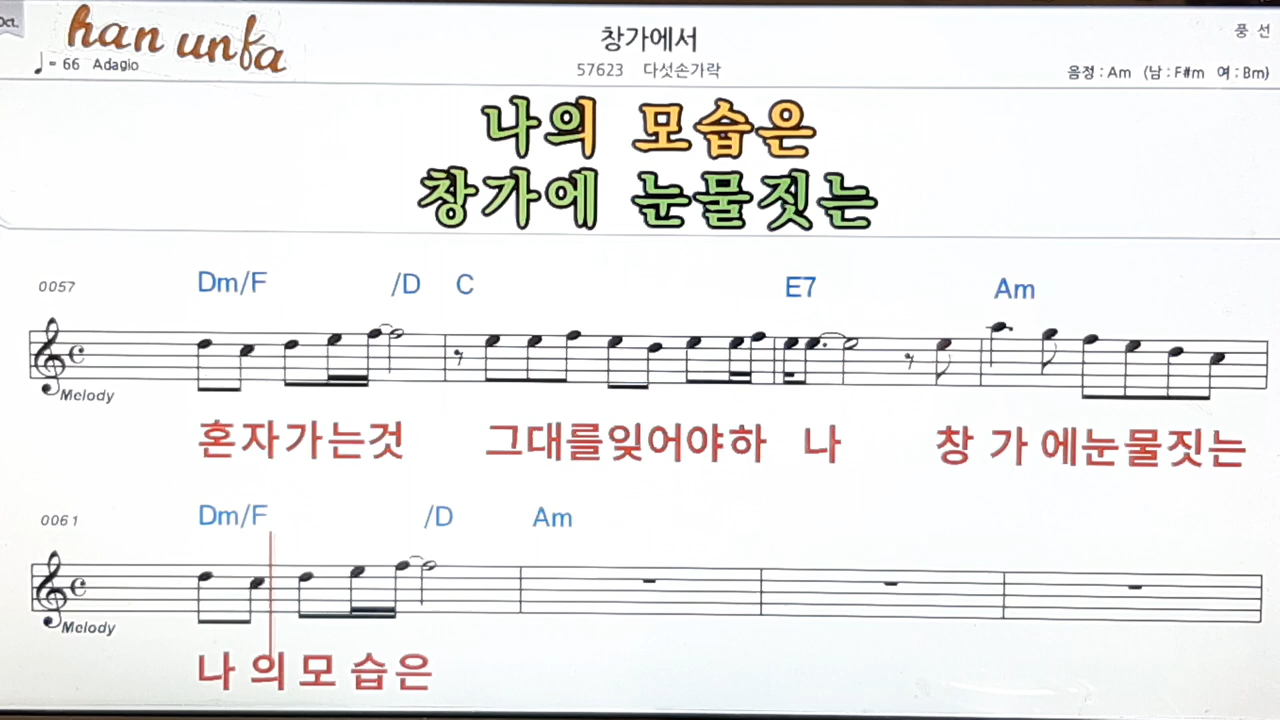 Oct.
han unfa
창가에서
풍 선
♩= 66 Adagio
57623 다섯손가락
음정 : Am (남 : F#m 여 : Bm)
나의 모습은
창가에 눈물짓는
0057 Dm/F /D C E7 Am
Melody
혼자가는것 그대를잊어야하 나 창 가 에눈물짓는
0061 Dm/F /D Am
Melody
나 의모 습은